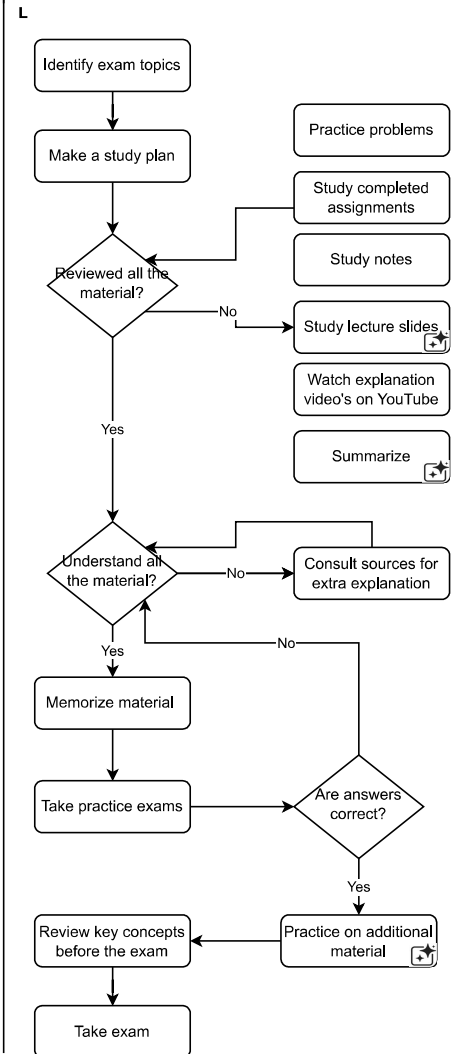 L
Identify exam topics
Make a study plan
Practice problems
Study completed
assignments
Reviewed all the
material?
Study notes
No
Study lecture slides
Watch explanation
video's on YouTube
Yes
Summarize
Understand all
the material?
No
Consult sources for
extra explanation
Yes
No
Memorize material
Take practice exams
Are answers
correct?
Yes
Review key concepts
before the exam
Practice on additional
material
Take exam